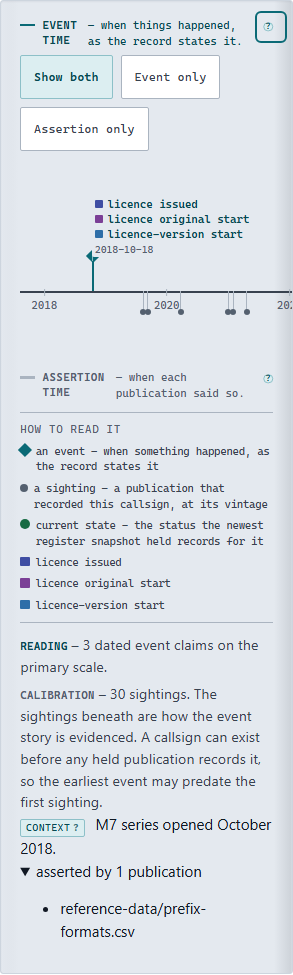 EVENT TIME — when things happened, as the record states it.
?
Show both
Event only
Assertion only
licence issued
licence original start
licence-version start
2018-10-18
2018
2020
ASSERTION TIME — when each publication said so.
?
HOW TO READ IT
an event — when something happened, as
the record states it
a sighting — a publication that
recorded this callsign, at its vintage
current state — the status the newest
register snapshot held records for it
licence issued
licence original start
licence-version start
READING — 3 dated event claims on the
primary scale.
CALIBRATION — 30 sightings. The
sightings beneath are how the event
story is evidenced. A callsign can exist
before any held publication records it,
so the earliest event may predate the
first sighting.
CONTEXT ? M7 series opened October
2018.
▼ asserted by 1 publication
• reference-data/prefix-
formats.csv